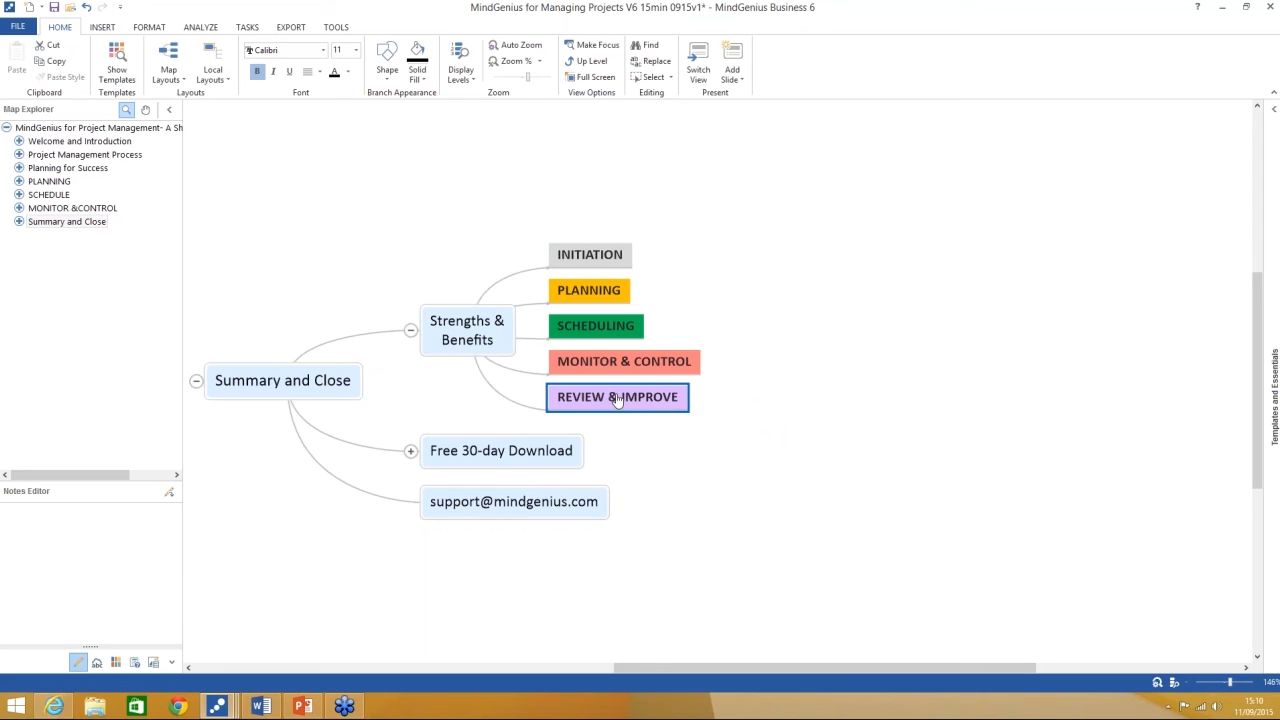 MindGenius for Managing Projects V6 15min 0915v1* - MindGenius Business 6
FILE HOME INSERT FORMAT ANALYZE TASKS EXPORT TOOLS
Paste
Cut
Copy
Paste Style
Clipboard
Show Templates
Templates
Map Layouts
Local Layouts
Layouts
Calibri 11
B I U A
Font
Shape
Solid Fill
Branch Appearance
Display Levels
Auto Zoom
Zoom %
Zoom
Make Focus
Up Level
Full Screen
View Options
Find
Replace
Select
Editing
Switch View
Add Slide
Present
Map Explorer
MindGenius for Project Management- A Sh
Welcome and Introduction
Project Management Process
Planning for Success
PLANNING
SCHEDULE
MONITOR &CONTROL
Summary and Close
Notes Editor
INITIATION
PLANNING
SCHEDULING
MONITOR & CONTROL
REVIEW & IMPROVE
Strengths &
Benefits
Summary and Close
Free 30-day Download
support@mindgenius.com
Templates and Essentials
146%
15:10
11/09/2015